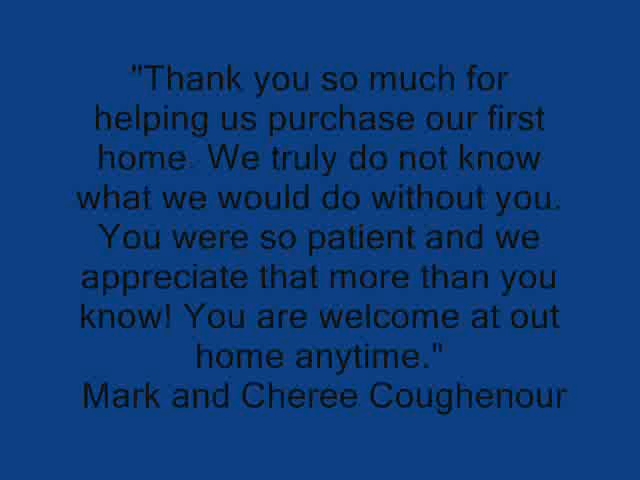 "Thank you so much for
helping us purchase our first
home. We truly do not know
what we would do without you.
You were so patient and we
appreciate that more than you
know! You are welcome at out
home anytime."
Mark and Cheree Coughenour